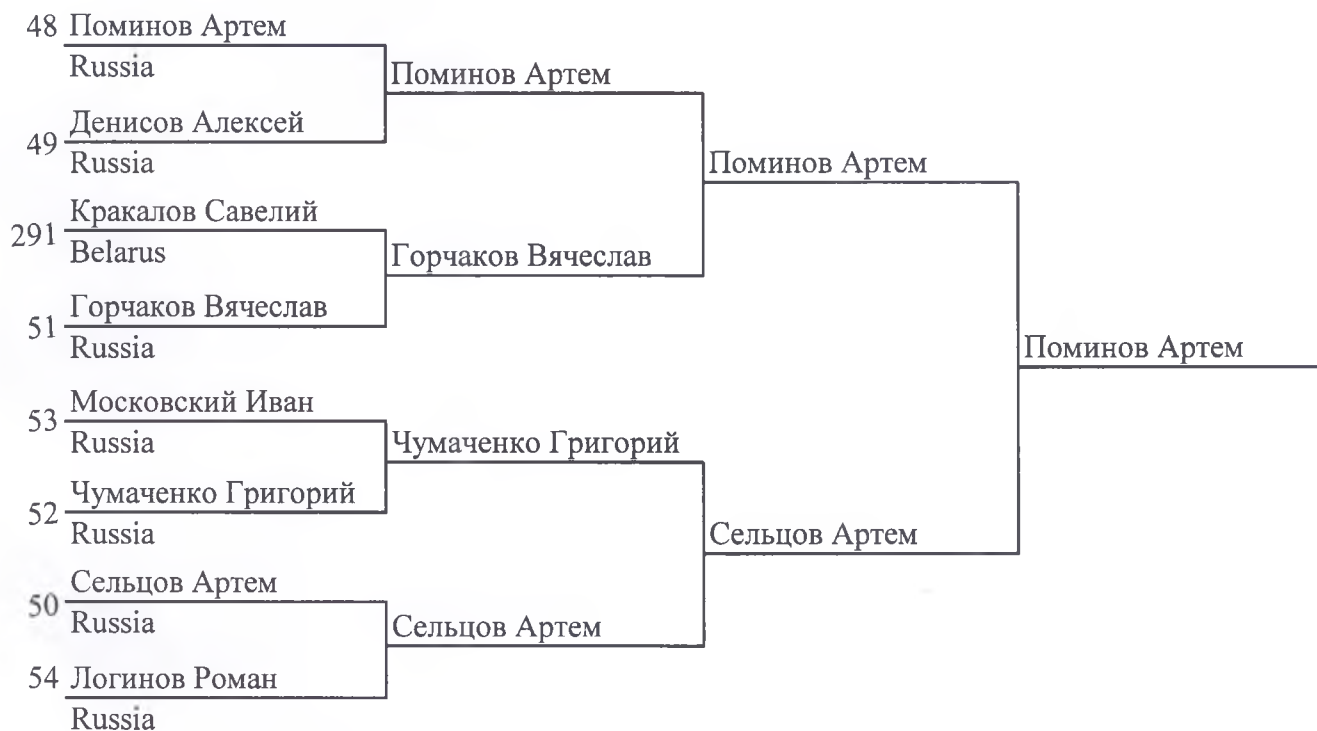 48 Поминов Артем
Russia
Поминов Артем
Денисов Алексей
49
Russia
Поминов Артем
Кракалов Савелий
291
Belarus
Горчаков Вячеслав
Горчаков Вячеслав
51
Russia
Поминов Артем
Московский Иван
53
Russia
Чумаченко Григорий
Чумаченко Григорий
52
Russia
Сельцов Артем
Сельцов Артем
50
Russia
Сельцов Артем
54 Логинов Роман
Russia